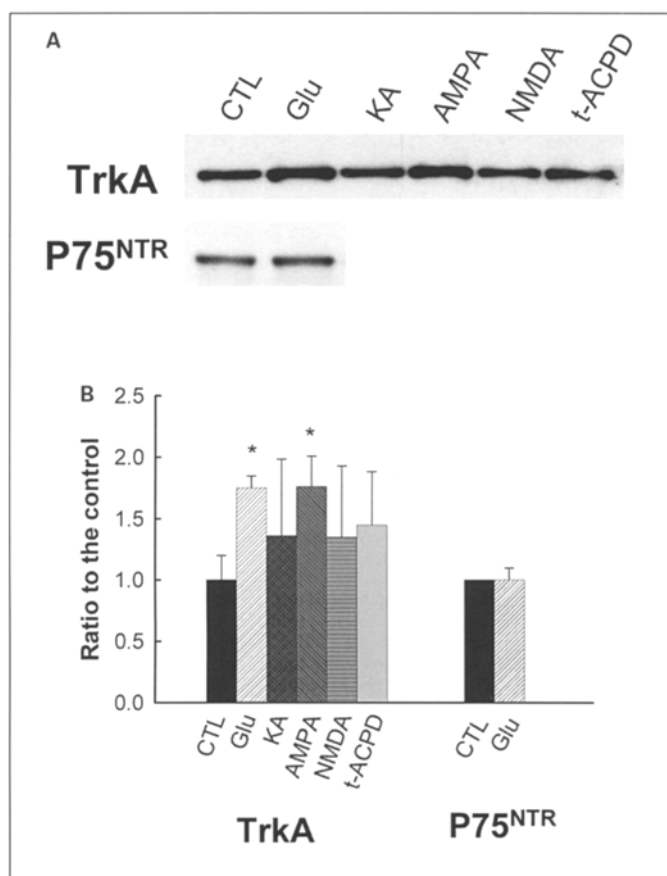 A
CTL Glu KA AMPA NMDA t-ACPD
TrkA
P75NTR
B
2.5
2.0
1.5
1.0
0.5
0.0
Ratio to the control
* *
CTL Glu KA AMPA NMDA t-ACPD CTL Glu
TrkA P75NTR